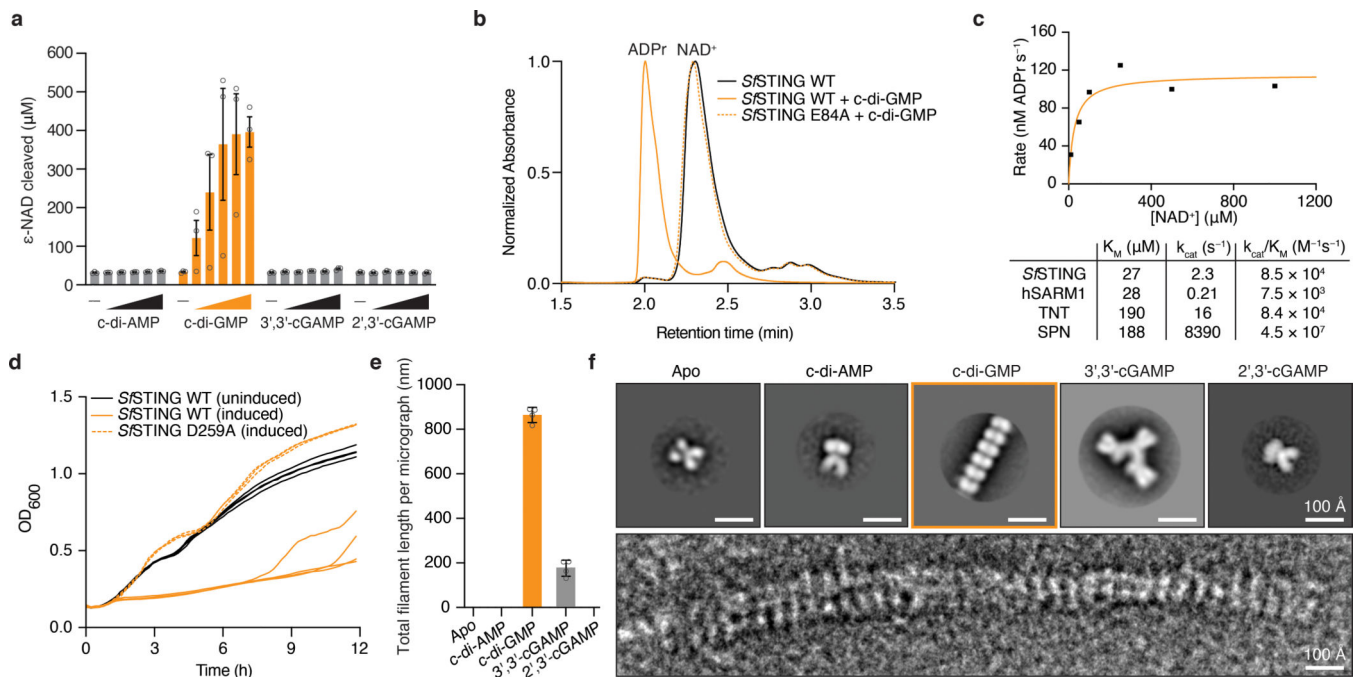 a
ε-NAD cleaved (µM)
600
500
400
300
200
100
0
— — — —
c-di-AMP c-di-GMP 3′,3′-cGAMP 2′,3′-cGAMP
b
ADPr NAD⁺
Normalized Absorbance
1.0
0.5
0.0
SfSTING WT
SfSTING WT + c-di-GMP
SfSTING E84A + c-di-GMP
1.5 2.0 2.5 3.0 3.5
Retention time (min)
c
Rate (nM ADPr s⁻¹)
160
120
80
40
0
0 400 800 1200
[NAD⁺] (µM)
K_M (µM) k_cat (s⁻¹) k_cat/K_M (M⁻¹s⁻¹)
SfSTING 27 2.3 8.5 × 10⁴
hSARM1 28 0.21 7.5 × 10³
TNT 190 16 8.4 × 10⁴
SPN 188 8390 4.5 × 10⁷
d
OD₆₀₀
1.5
1.0
0.5
0.0
SfSTING WT (uninduced)
SfSTING WT (induced)
SfSTING D259A (induced)
0 3 6 9 12
Time (h)
e
Total filament length per micrograph (nm)
1000
800
600
400
200
0
Apo
c-di-AMP
c-di-GMP
3′,3′-cGAMP
2′,3′-cGAMP
f
Apo c-di-AMP c-di-GMP 3′,3′-cGAMP 2′,3′-cGAMP
100 Å
100 Å